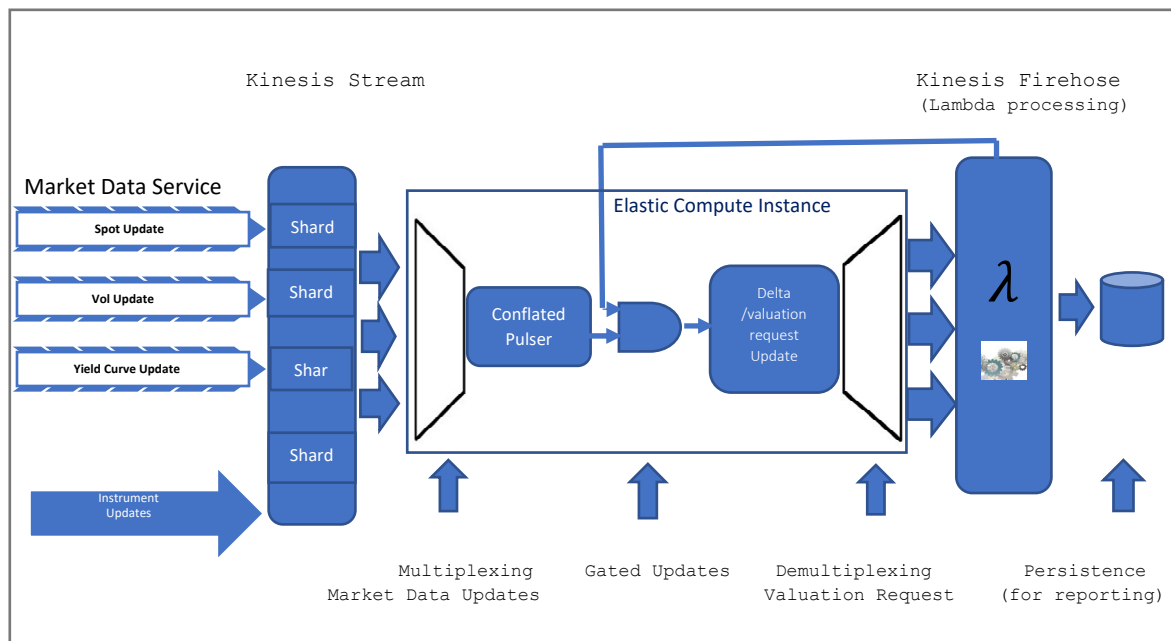 Kinesis Stream
Kinesis Firehose
(Lambda processing)
Market Data Service
Spot Update
Vol Update
Yield Curve Update
Instrument
Updates
Shard
Shard
Shar
Shard
Elastic Compute Instance
Conflated
Pulser
Delta
/valuation
request
Update
λ
Multiplexing
Market Data Updates
Gated Updates
Demultiplexing
Valuation Request
Persistence
(for reporting)